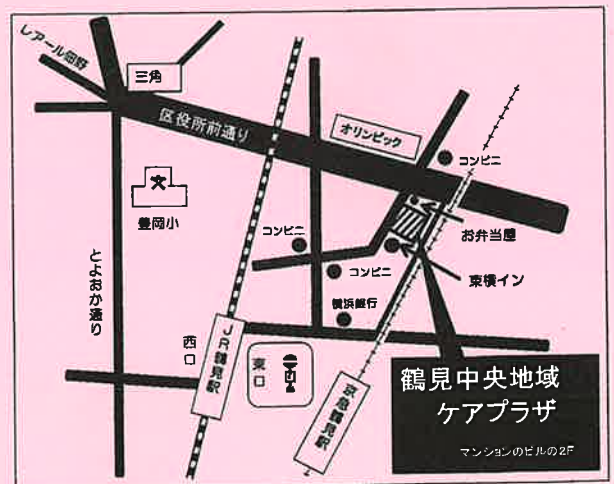 レアール佃野
三角
区役所前通り
オリンピック
コンビニ
豊岡小
とよおか通り
コンビニ
お弁当屋
東横イン
コンビニ
横浜銀行
西口
JR鶴見駅
東口
京急鶴見駅
鶴見中央地域
ケアプラザ
マンションのビルの2F